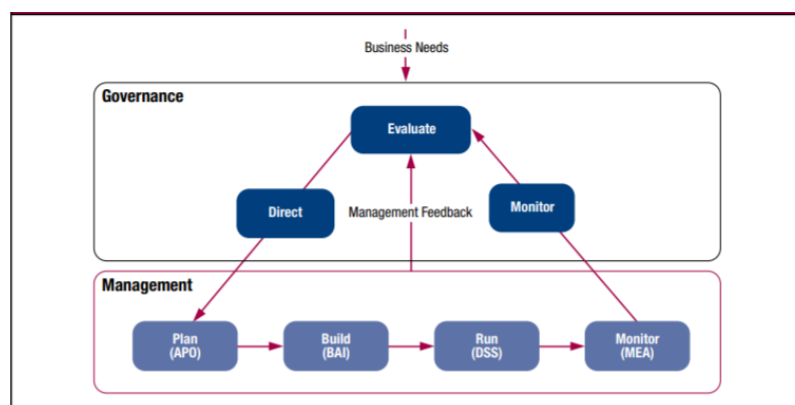 Business Needs
Governance
Evaluate
Direct
Management Feedback
Monitor
Management
Plan
(APO)
Build
(BAI)
Run
(DSS)
Monitor
(MEA)